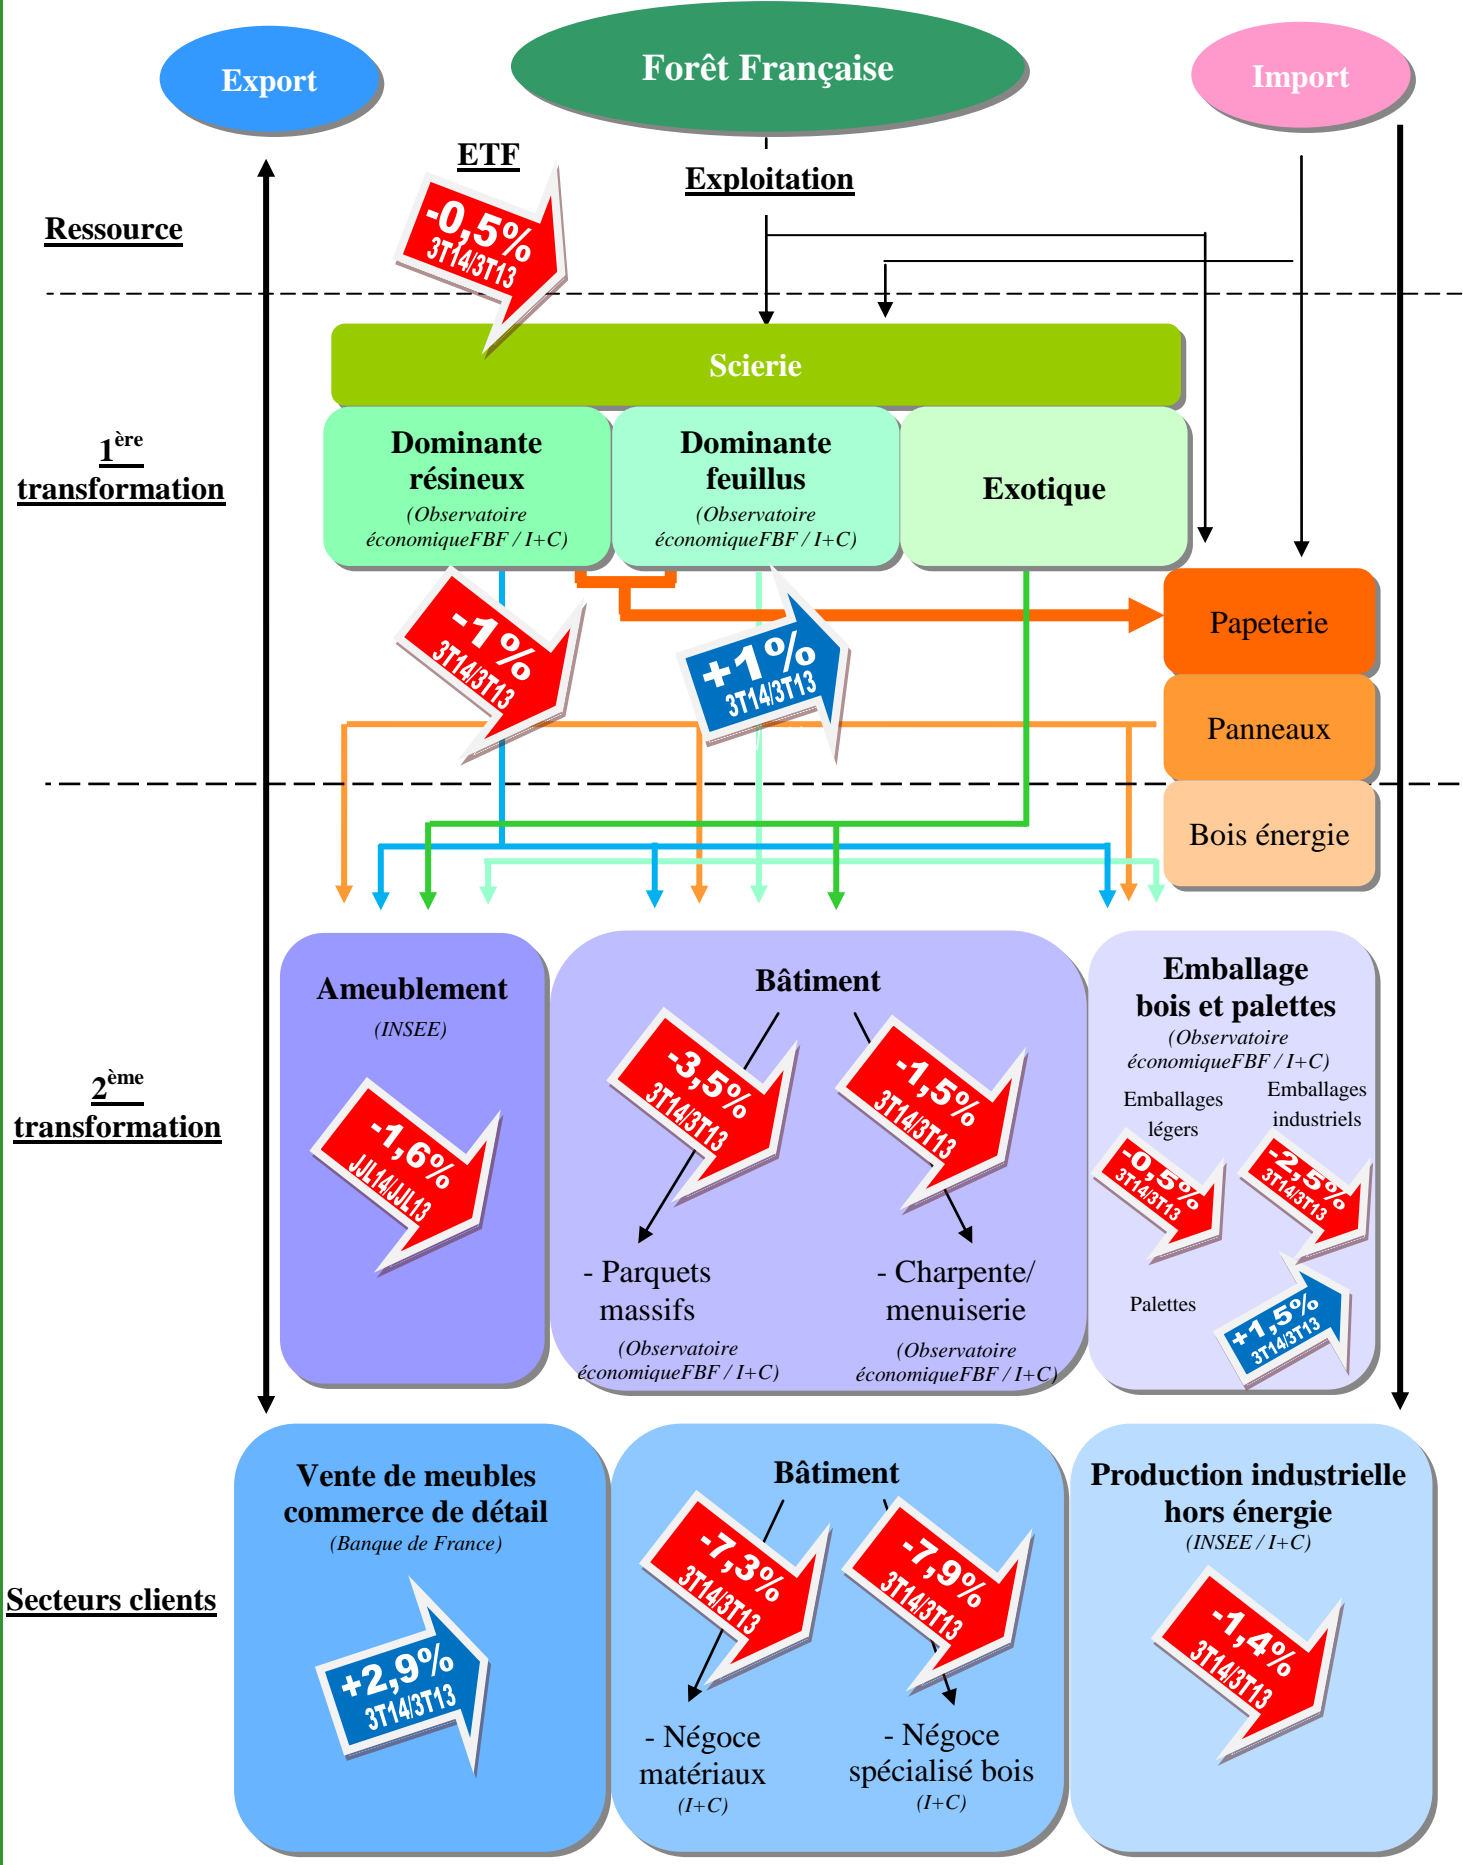 Export
Forêt Française
Import
ETF
Exploitation
-0,5%
3T14/3T13
Ressource
Scierie
1ère
transformation
Dominante
résineux
(Observatoire
économiqueFBF / I+C)
Dominante
feuillus
(Observatoire
économiqueFBF / I+C)
Exotique
-1%
3T14/3T13
+1%
3T14/3T13
Papeterie
Panneaux
Bois énergie
2ème
transformation
Ameublement
(INSEE)
-1,6%
JJL14/JJL13
Bâtiment
-3,5%
3T14/3T13
-1,5%
3T14/3T13
- Parquets
massifs
(Observatoire
économiqueFBF / I+C)
- Charpente/
menuiserie
(Observatoire
économiqueFBF / I+C)
Emballage
bois et palettes
(Observatoire
économiqueFBF / I+C)
Emballages
légers
Emballages
industriels
-0,5%
3T14/3T13
-2,5%
3T14/3T13
Palettes
+1,5%
3T14/3T13
Secteurs clients
Vente de meubles
commerce de détail
(Banque de France)
+2,9%
3T14/3T13
Bâtiment
-7,3%
3T14/3T13
-7,9%
3T14/3T13
- Négoce
matériaux
(I+C)
- Négoce
spécialisé bois
(I+C)
Production industrielle
hors énergie
(INSEE / I+C)
-1,4%
3T14/3T13